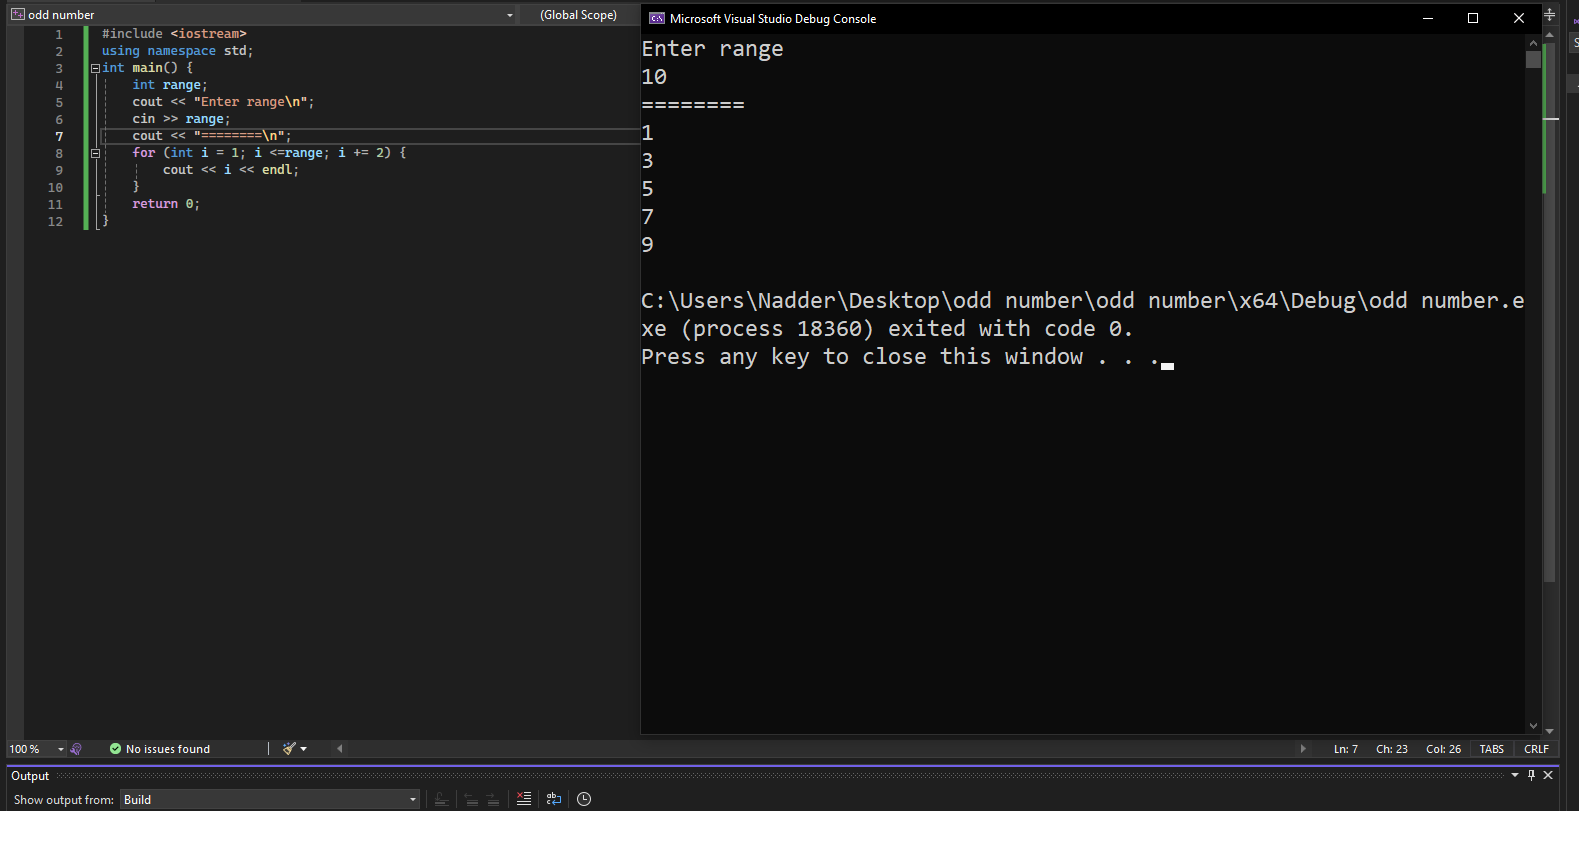 odd number
(Global Scope)
1 #include <iostream>
2 using namespace std;
3 int main() {
4 int range;
5 cout << "Enter range\n";
6 cin >> range;
7 cout << "========\n";
8 for (int i = 1; i <=range; i += 2) {
9 cout << i << endl;
10 }
11 return 0;
12 }
Microsoft Visual Studio Debug Console
Enter range
10
========
1
3
5
7
9
C:\Users\Nadder\Desktop\odd number\odd number\x64\Debug\odd number.e
xe (process 18360) exited with code 0.
Press any key to close this window . . .
100 %
No issues found
Ln: 7 Ch: 23 Col: 26 TABS CRLF
Output
Show output from: Build